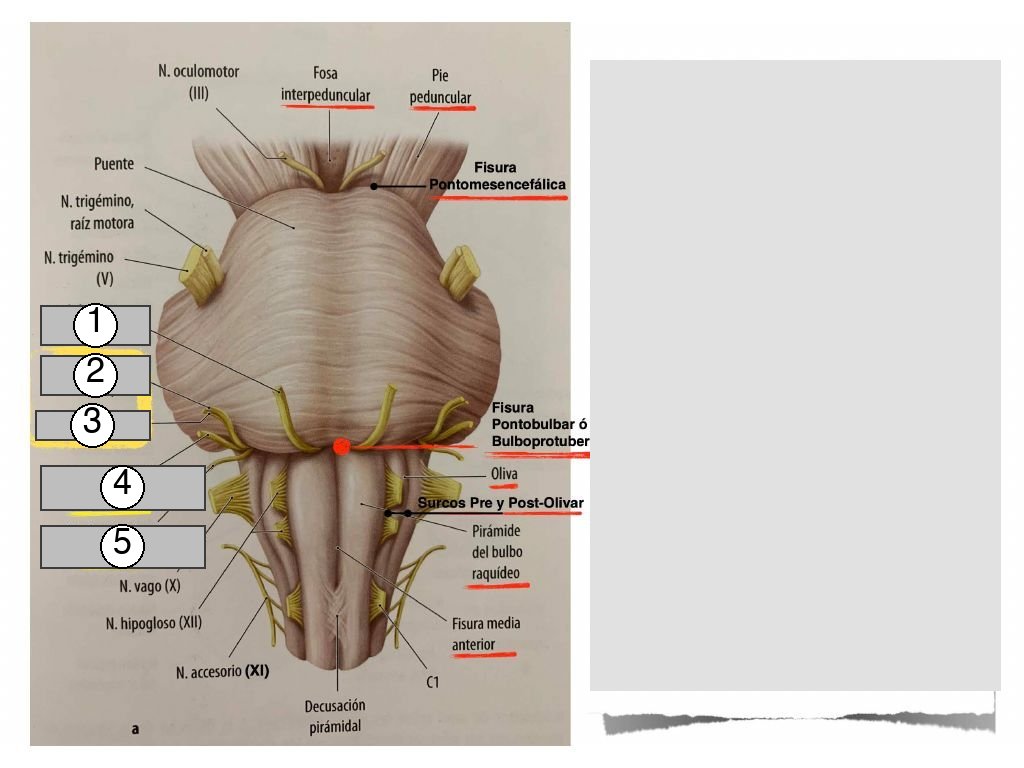 N. oculomotor
(III)
Fosa
interpeduncular
Pie
peduncular
Puente
Fisura
Pontomesencefálica
N. trigémino,
raíz motora
N. trigémino
(V)
1
2
3
4
5
Fisura
Pontobulbar ó
Bulboprotuber
Oliva
Surcos Pre y Post-Olivar
Pirámide
del bulbo
raquídeo
N. vago (X)
N. hipogloso (XII)
Fisura media
anterior
N. accesorio (XI)
C1
Decusación
pirámidal
a